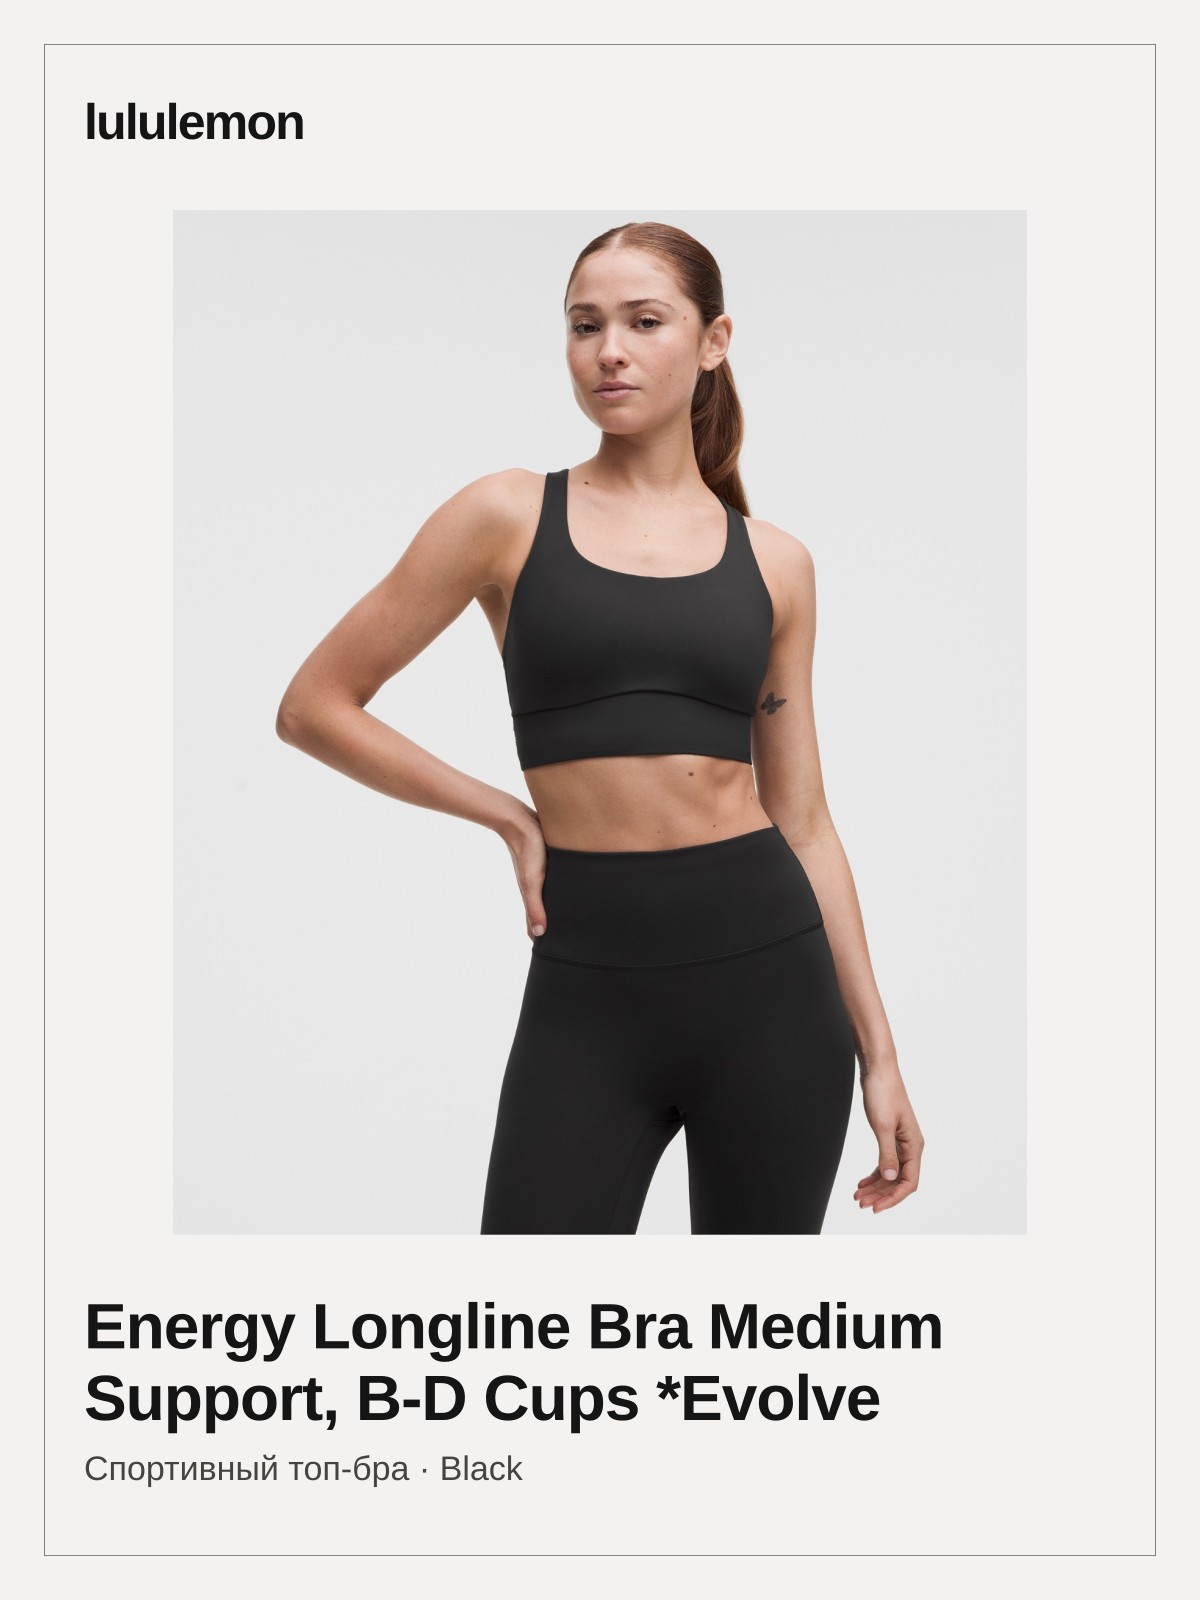 lululemon
Energy Longline Bra Medium
Support, B-D Cups *Evolve
Спортивный топ-бра · Black